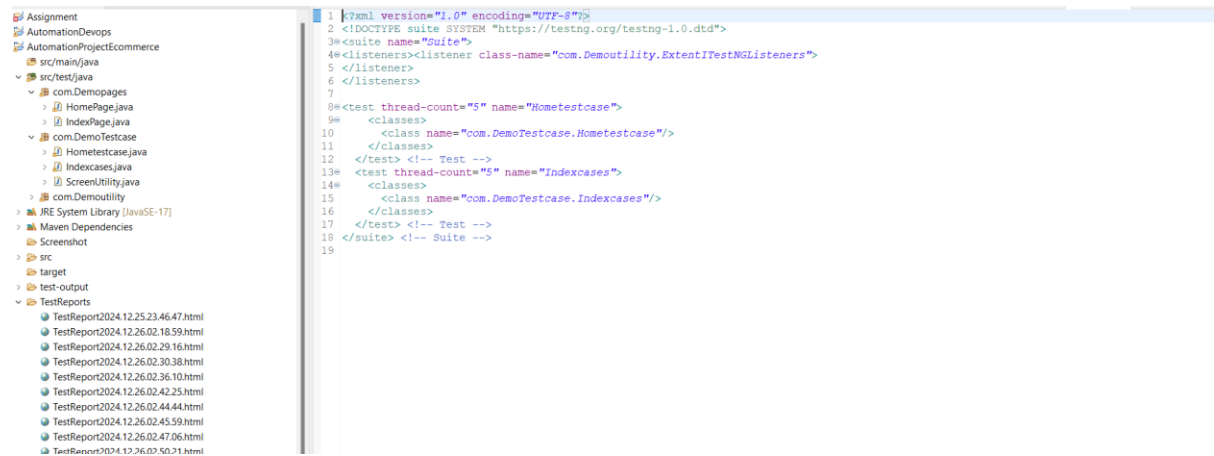 Assignment
AutomationDevops
AutomationProjectEcommerce
src/main/java
src/test/java
com.Demopages
HomePage.java
IndexPage.java
com.DemoTestcase
Hometestcase.java
Indexcases.java
ScreenUtility.java
com.Demoutility
JRE System Library [JavaSE-17]
Maven Dependencies
Screenshot
src
target
test-output
TestReports
TestReport2024.12.25.23.46.47.html
TestReport2024.12.26.02.18.59.html
TestReport2024.12.26.02.29.16.html
TestReport2024.12.26.02.30.38.html
TestReport2024.12.26.02.36.10.html
TestReport2024.12.26.02.42.25.html
TestReport2024.12.26.02.44.44.html
TestReport2024.12.26.02.45.59.html
TestReport2024.12.26.02.47.06.html
TestReport2024.12.26.02.50.21.html
1 <?xml version="1.0" encoding="UTF-8"?>
2 <!DOCTYPE suite SYSTEM "https://testng.org/testng-1.0.dtd">
3 <suite name="Suite">
4 <listeners><listener class-name="com.Demoutility.ExtentITestNGListeners">
5 </listener>
6 </listeners>
7
8 <test thread-count="5" name="Hometestcase">
9 <classes>
10 <class name="com.DemoTestcase.Hometestcase"/>
11 </classes>
12 </test> <!-- Test -->
13 <test thread-count="5" name="Indexcases">
14 <classes>
15 <class name="com.DemoTestcase.Indexcases"/>
16 </classes>
17 </test> <!-- Test -->
18 </suite> <!-- Suite -->
19